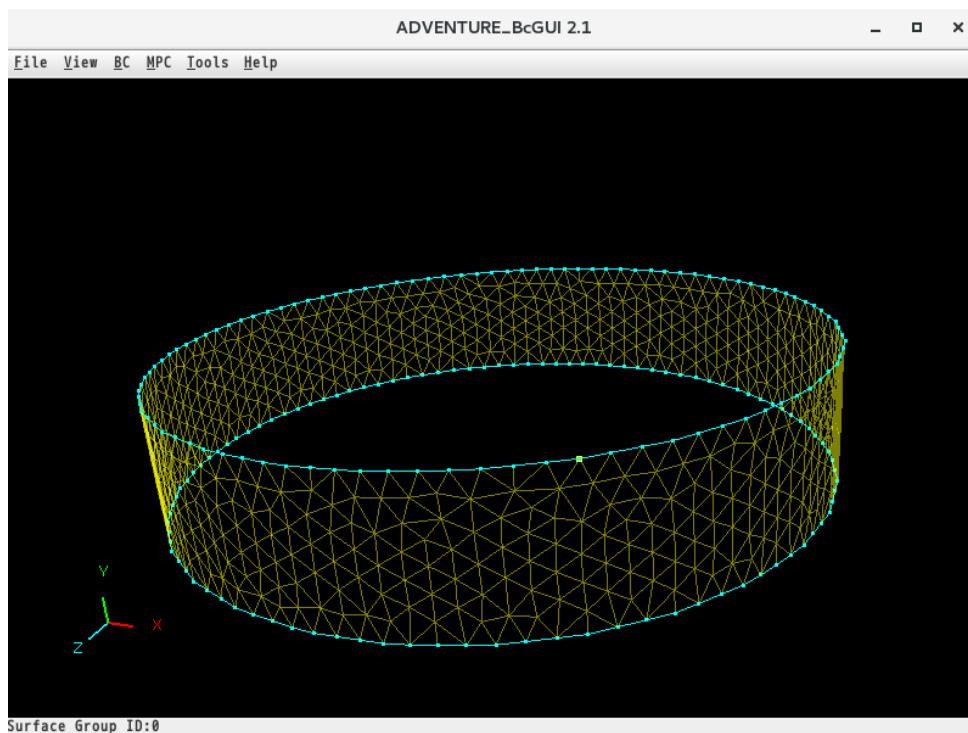 ADVENTURE_BcGUI 2.1
File View BC MPC Tools Help
Y
X
Z
Surface Group ID:0